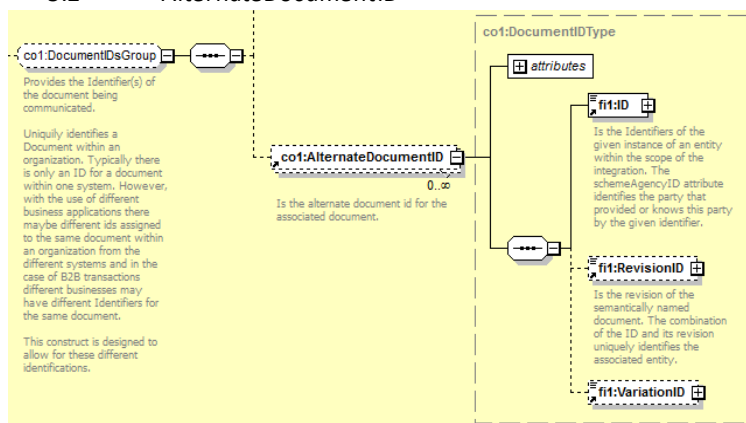 AlternateDocumentID
co1:DocumentIDsGroup
Provides the Identifier(s) of
the document being
communicated.
Uniquily identifies a
Document within an
organization. Typically there
is only an ID for a document
within one system. However,
with the use of different
business applications there
maybe different ids assigned
to the same document within
an organization from the
different systems and in the
case of B2B transactions
different businesses may
have different Identifiers for
the same document.
This construct is designed to
allow for these different
identifications.
co1:AlternateDocumentID
0..∞
Is the alternate document id for the
associated document.
co1:DocumentIDType
attributes
fi1:ID
Is the Identifiers of the
given instance of an entity
within the scope of the
integration. The
schemeAgencyID attribute
identifies the party that
provided or knows this party
by the given identifier.
fi1:RevisionID
Is the revision of the
semantically named
document. The combination
of the ID and its revision
uniquely identifies the
associated entity.
fi1:VariationID